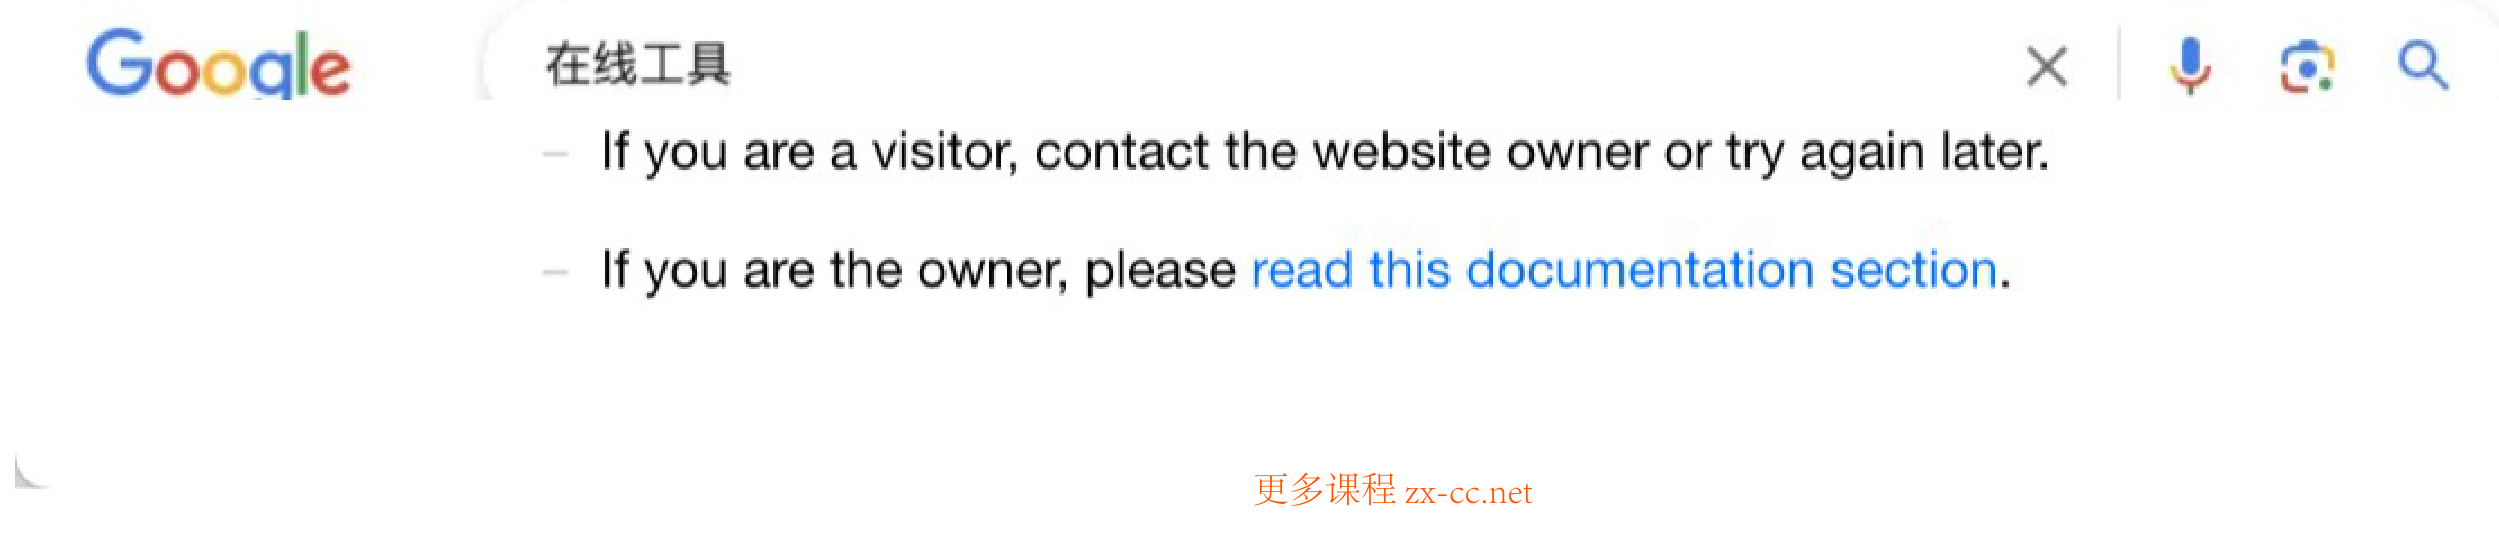 Google 在线工具
– If you are a visitor, contact the website owner or try again later.
– If you are the owner, please read this documentation section.
更多课程 zx-cc.net